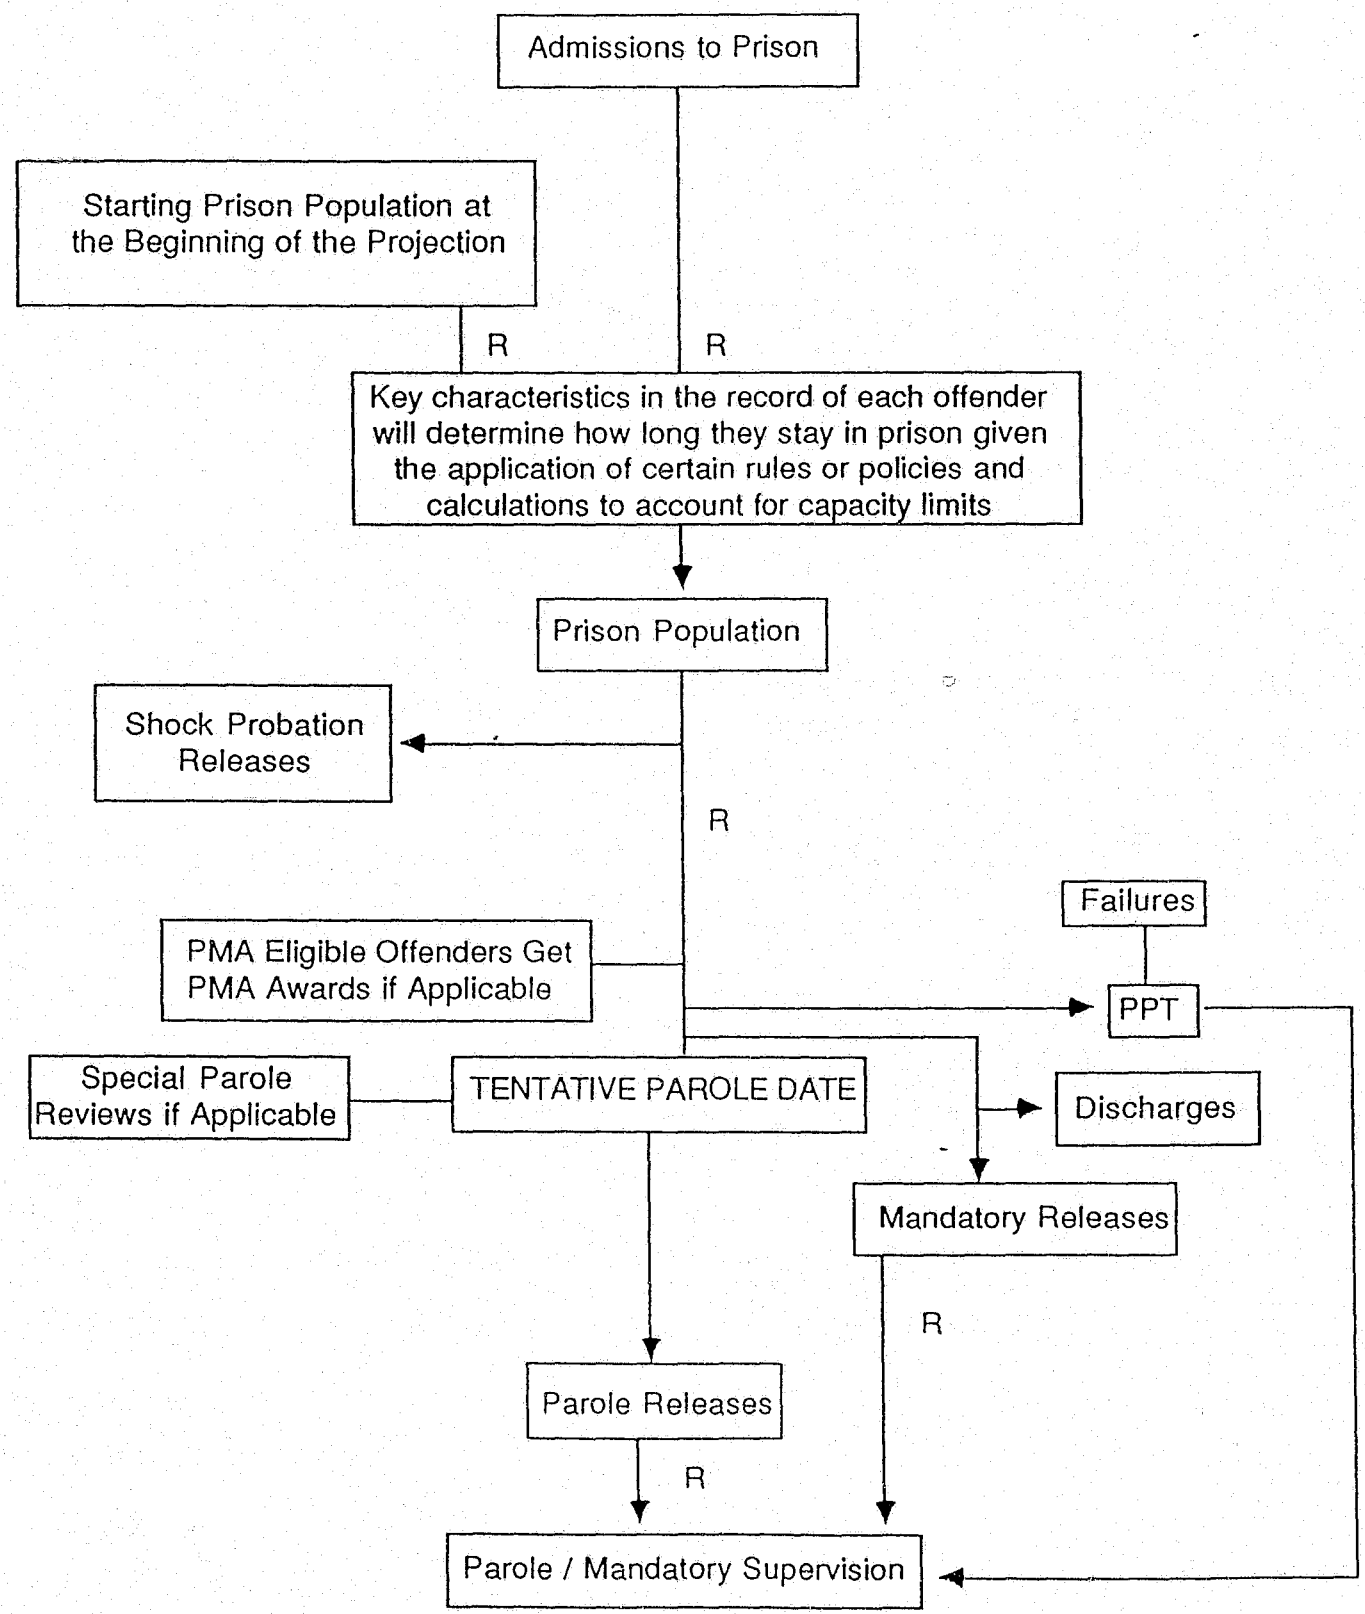 Admissions to Prison
Starting Prison Population at
the Beginning of the Projection
R
R
Key characteristics in the record of each offender
will determine how long they stay in prison given
the application of certain rules or policies and
calculations to account for capacity limits
Prison Population
Shock Probation
Releases
R
Failures
PMA Eligible Offenders Get
PMA Awards if Applicable
PPT
Special Parole
Reviews if Applicable
TENTATIVE PAROLE DATE
Discharges
Mandatory Releases
R
Parole Releases
R
Parole / Mandatory Supervision